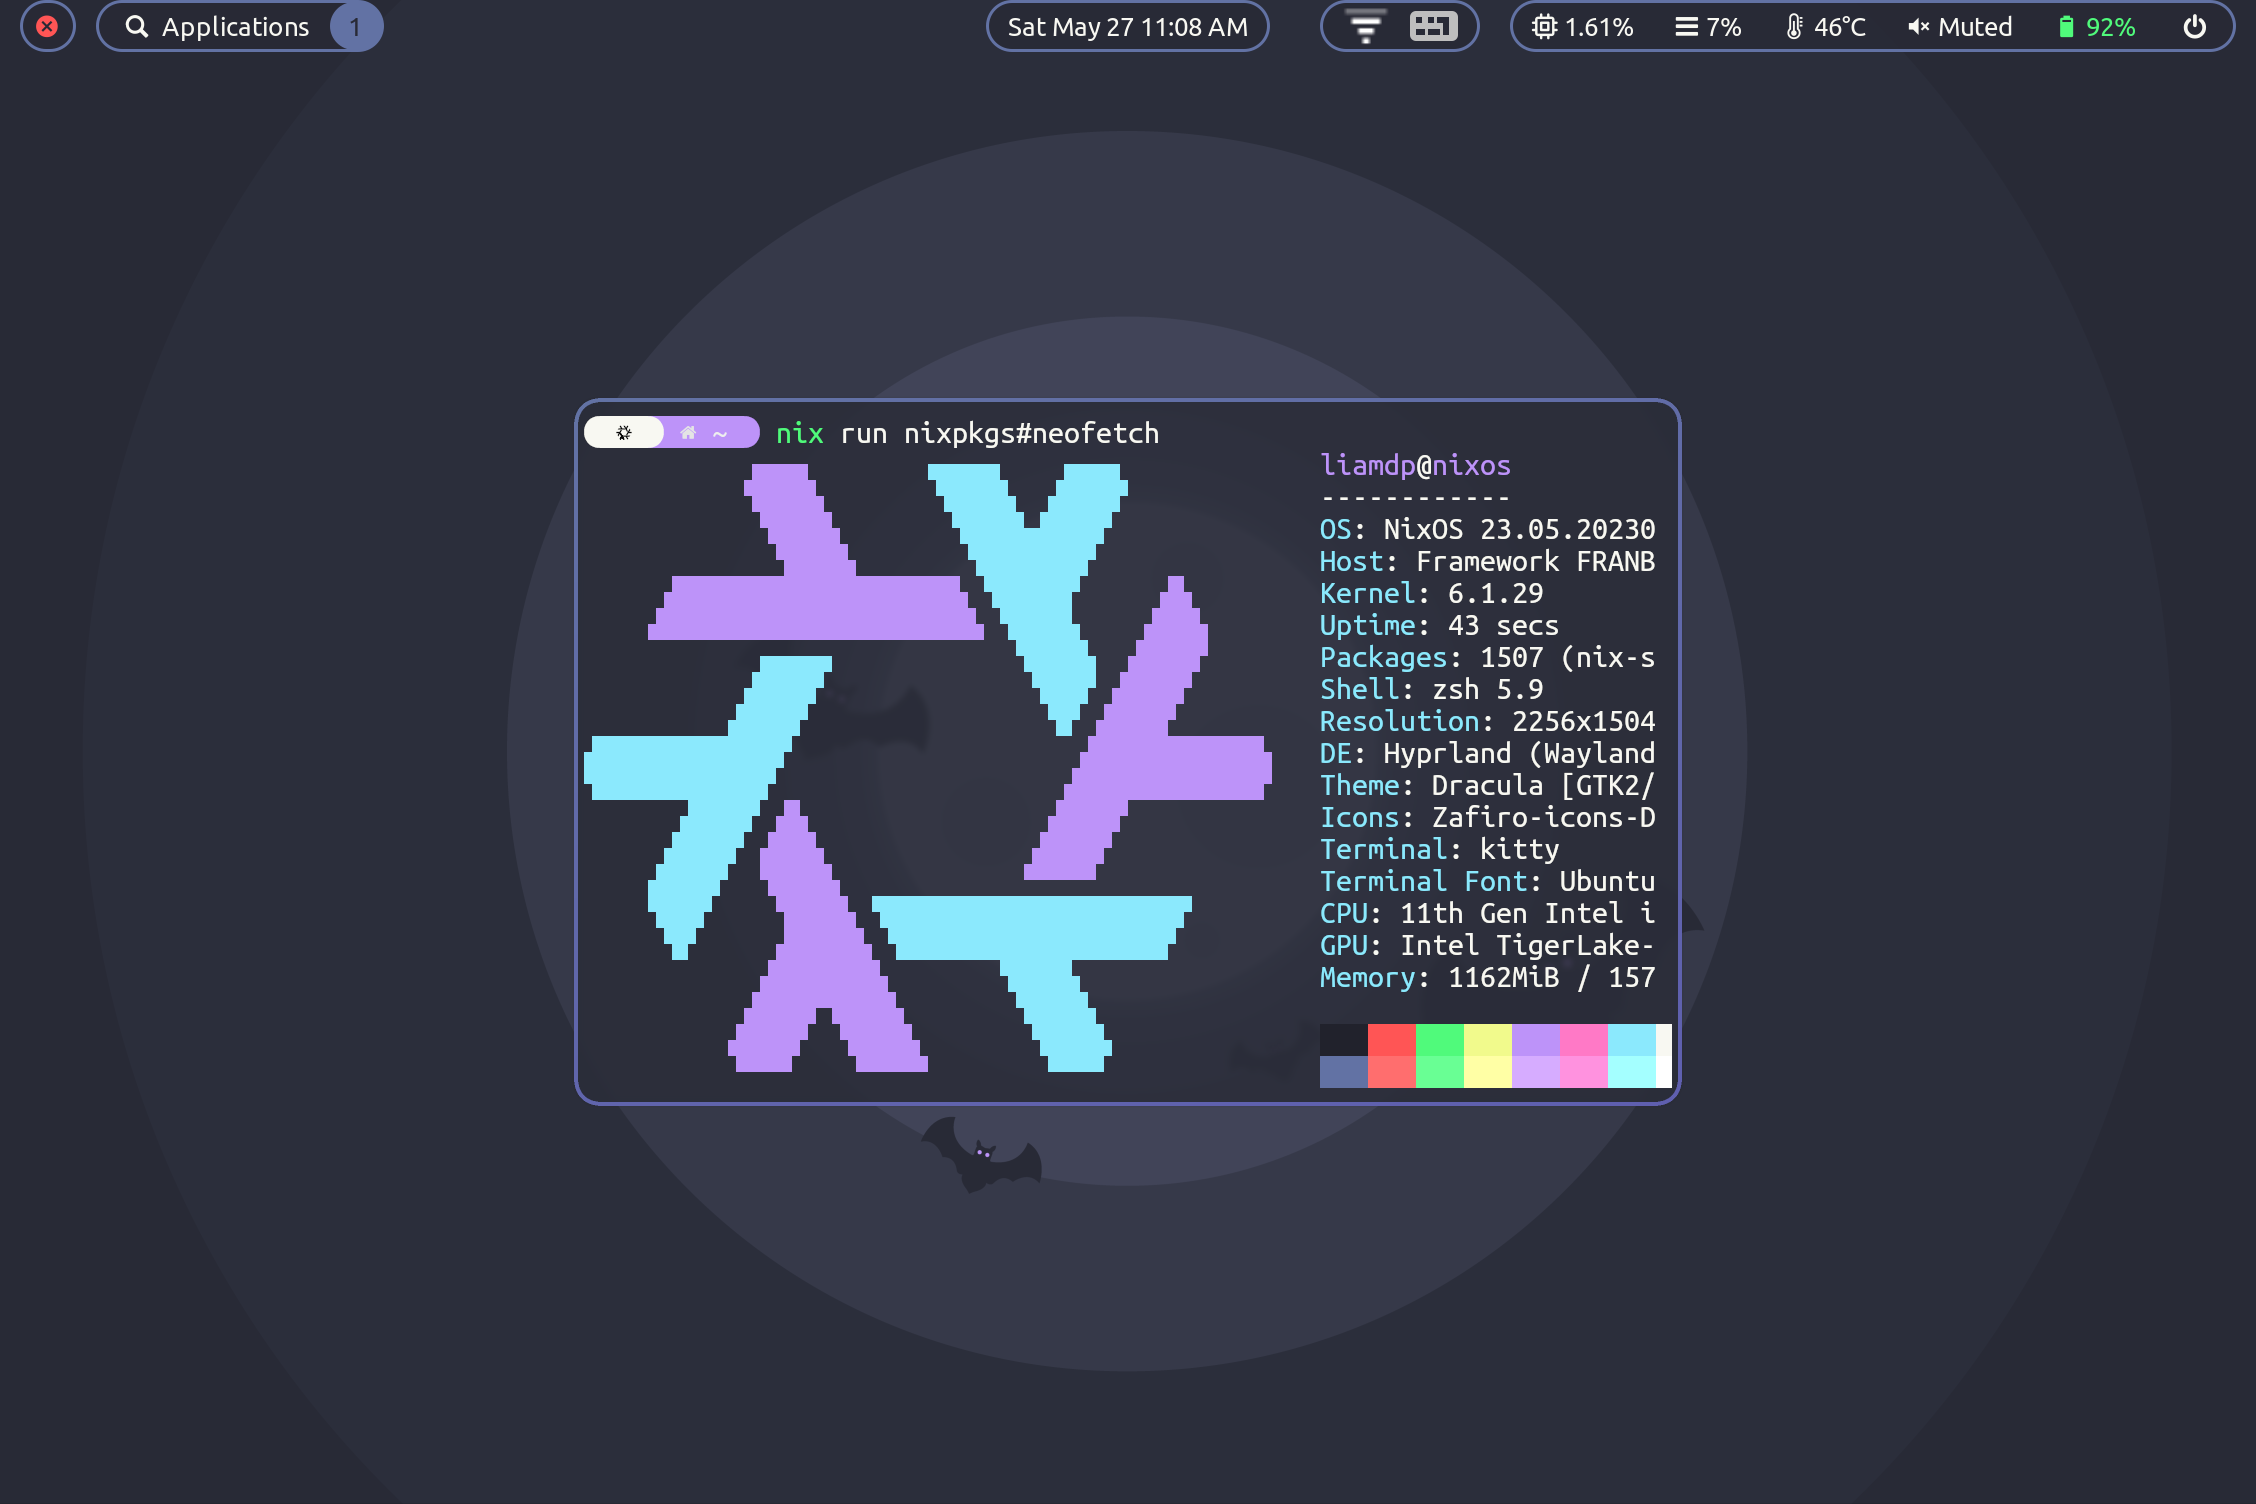 Applications 1 Sat May 27 11:08 AM 1.61% 7% 46°C Muted 92%
~ nix run nixpkgs#neofetch
liamdp@nixos
------------
OS: NixOS 23.05.20230
Host: Framework FRANB
Kernel: 6.1.29
Uptime: 43 secs
Packages: 1507 (nix-s
Shell: zsh 5.9
Resolution: 2256x1504
DE: Hyprland (Wayland
Theme: Dracula [GTK2/
Icons: Zafiro-icons-D
Terminal: kitty
Terminal Font: Ubuntu
CPU: 11th Gen Intel i
GPU: Intel TigerLake-
Memory: 1162MiB / 157